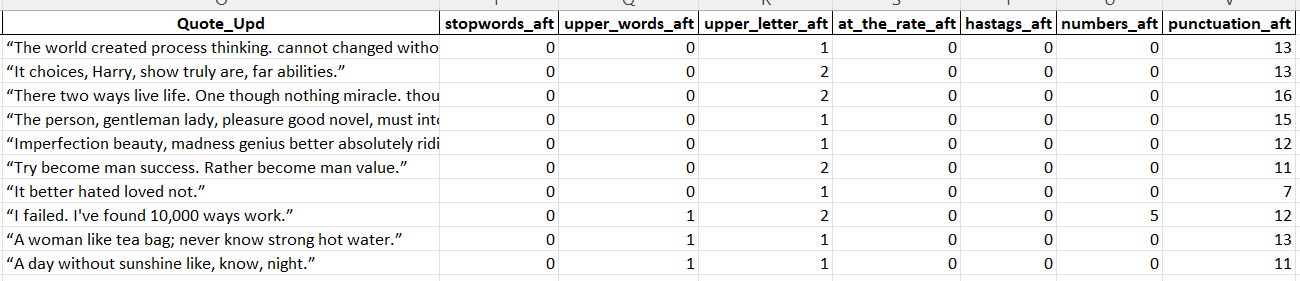 Quote_Upd stopwords_aft upper_words_aft upper_letter_aft at_the_rate_aft hastags_aft numbers_aft punctuation_aft
“The world created process thinking. cannot changed witho 0 0 1 0 0 0 13
“It choices, Harry, show truly are, far abilities.” 0 0 2 0 0 0 13
“There two ways live life. One though nothing miracle. thou 0 0 2 0 0 0 16
“The person, gentleman lady, pleasure good novel, must into 0 0 1 0 0 0 15
“Imperfection beauty, madness genius better absolutely ridi 0 0 1 0 0 0 12
“Try become man success. Rather become man value.” 0 0 2 0 0 0 11
“It better hated loved not.” 0 0 1 0 0 0 7
“I failed. I've found 10,000 ways work.” 0 1 2 0 0 5 12
“A woman like tea bag; never know strong hot water.” 0 1 1 0 0 0 13
“A day without sunshine like, know, night.” 0 1 1 0 0 0 11